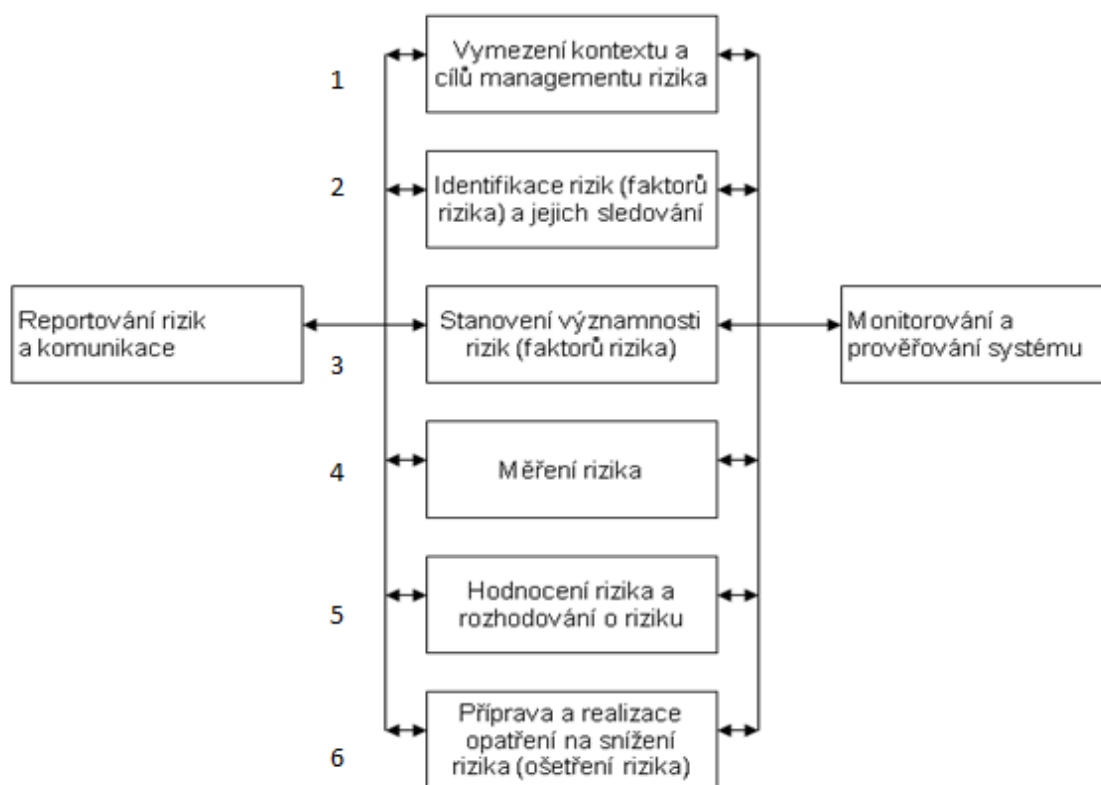 1
Vymezení kontextu a
cílů managementu rizika
2
Identifikace rizik (faktorů
rizika) a jejich sledování
Reportování rizik
a komunikace
3
Stanovení významnosti
rizik (faktorů rizika)
Monitorování a
prověřování systému
4
Měření rizika
5
Hodnocení rizika a
rozhodování o riziku
6
Příprava a realizace
opatření na snížení
rizika (ošetření rizika)